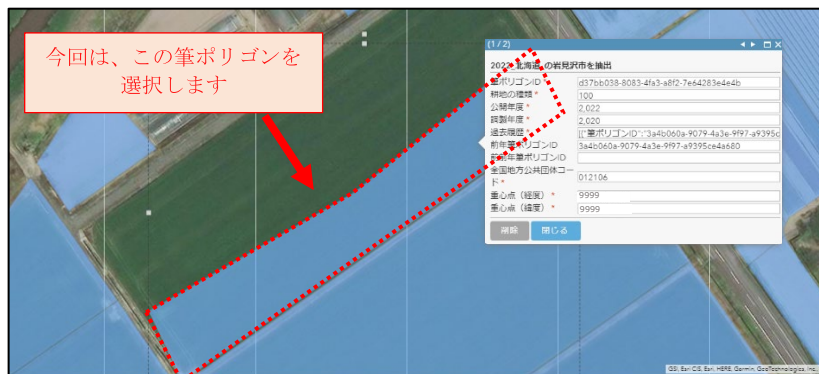 今回は、この筆ポリゴンを
選択します
(1/2)
2022_北海道_の岩見沢市を抽出
筆ポリゴンID * d37bb038-8083-4fa3-a8f2-7e64283e4e4b
耕地の種類 * 100
公開年度 * 2,022
調製年度 * 2,020
過去履歴 * [{"筆ポリゴンID":"3a4b060a-9079-4a3e-9f97-a9395c
前年筆ポリゴンID 3a4b060a-9079-4a3e-9f97-a9395ce4a680
前前年筆ポリゴンID
全国地方公共団体コー
ド * 012106
重心点（経度） * 9999
重心点（緯度） * 9999
削除 閉じる
GSI, Esri CIS, Esri, HERE, Garmin, GeoTechnologies, Inc.,